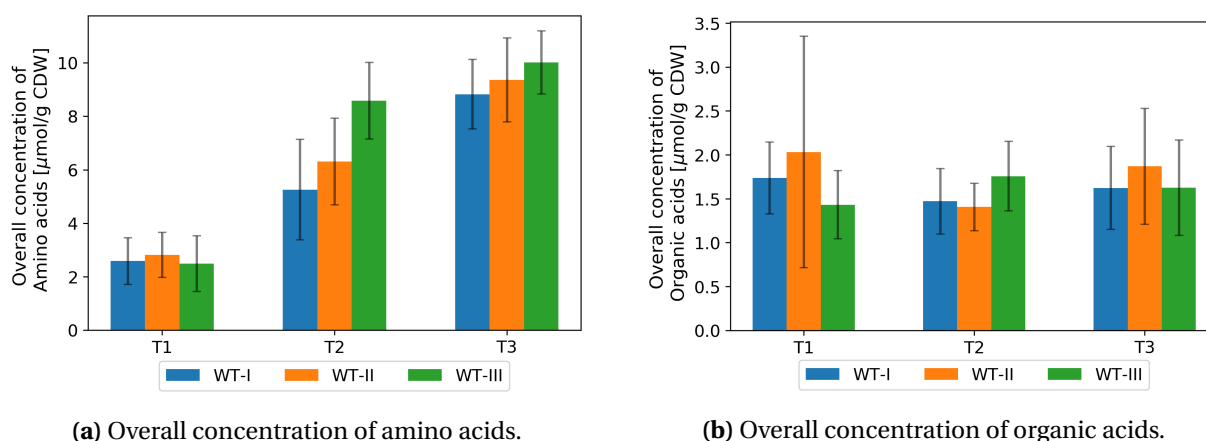 Overall concentration of
Amino acids [μmol/g CDW]
10
8
6
4
2
0
T1 T2 T3
WT-I WT-II WT-III
(a) Overall concentration of amino acids.
Overall concentration of
Organic acids [μmol/g CDW]
3.5
3.0
2.5
2.0
1.5
1.0
0.5
0.0
T1 T2 T3
WT-I WT-II WT-III
(b) Overall concentration of organic acids.